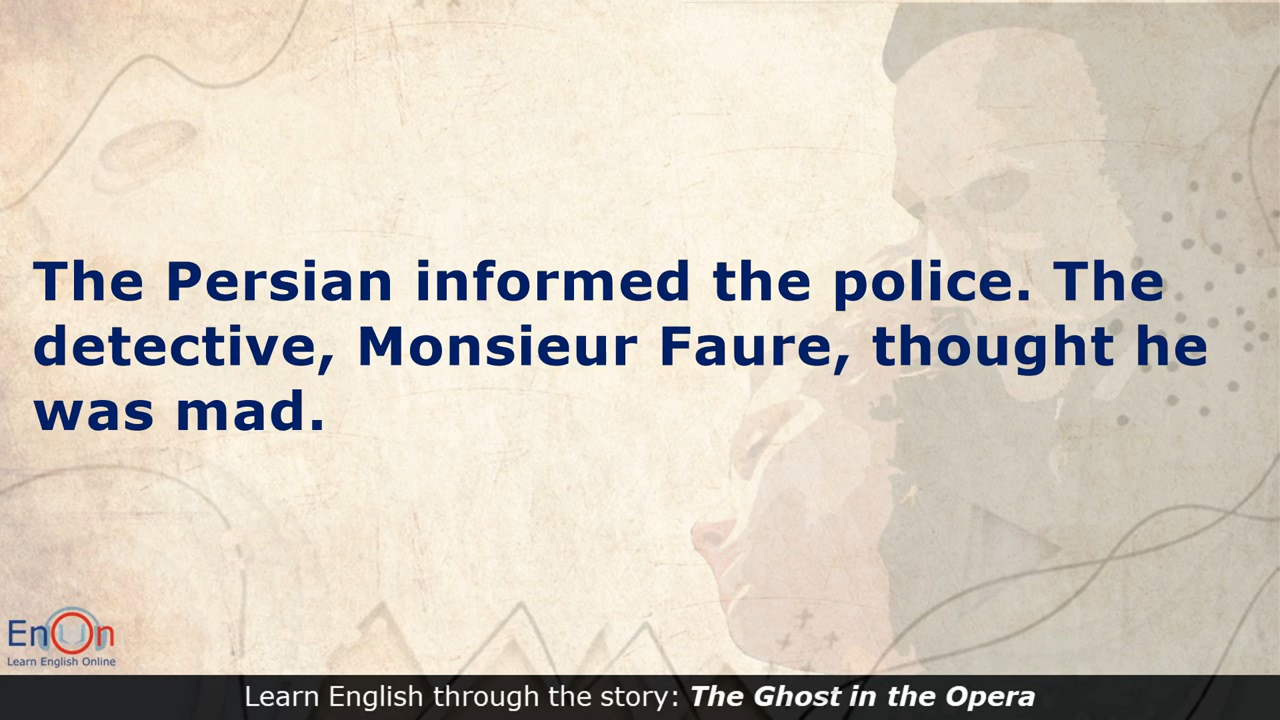 The Persian informed the police. The
detective, Monsieur Faure, thought he
was mad.
EnOn
Learn English Online
Learn English through the story: The Ghost in the Opera